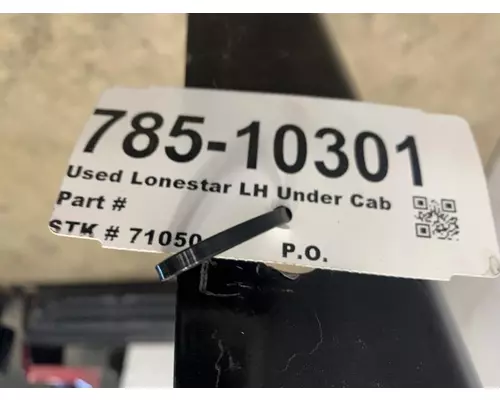 785-10301
Used Lonestar LH Under Cab
Part #
STK # 71050
P.O.